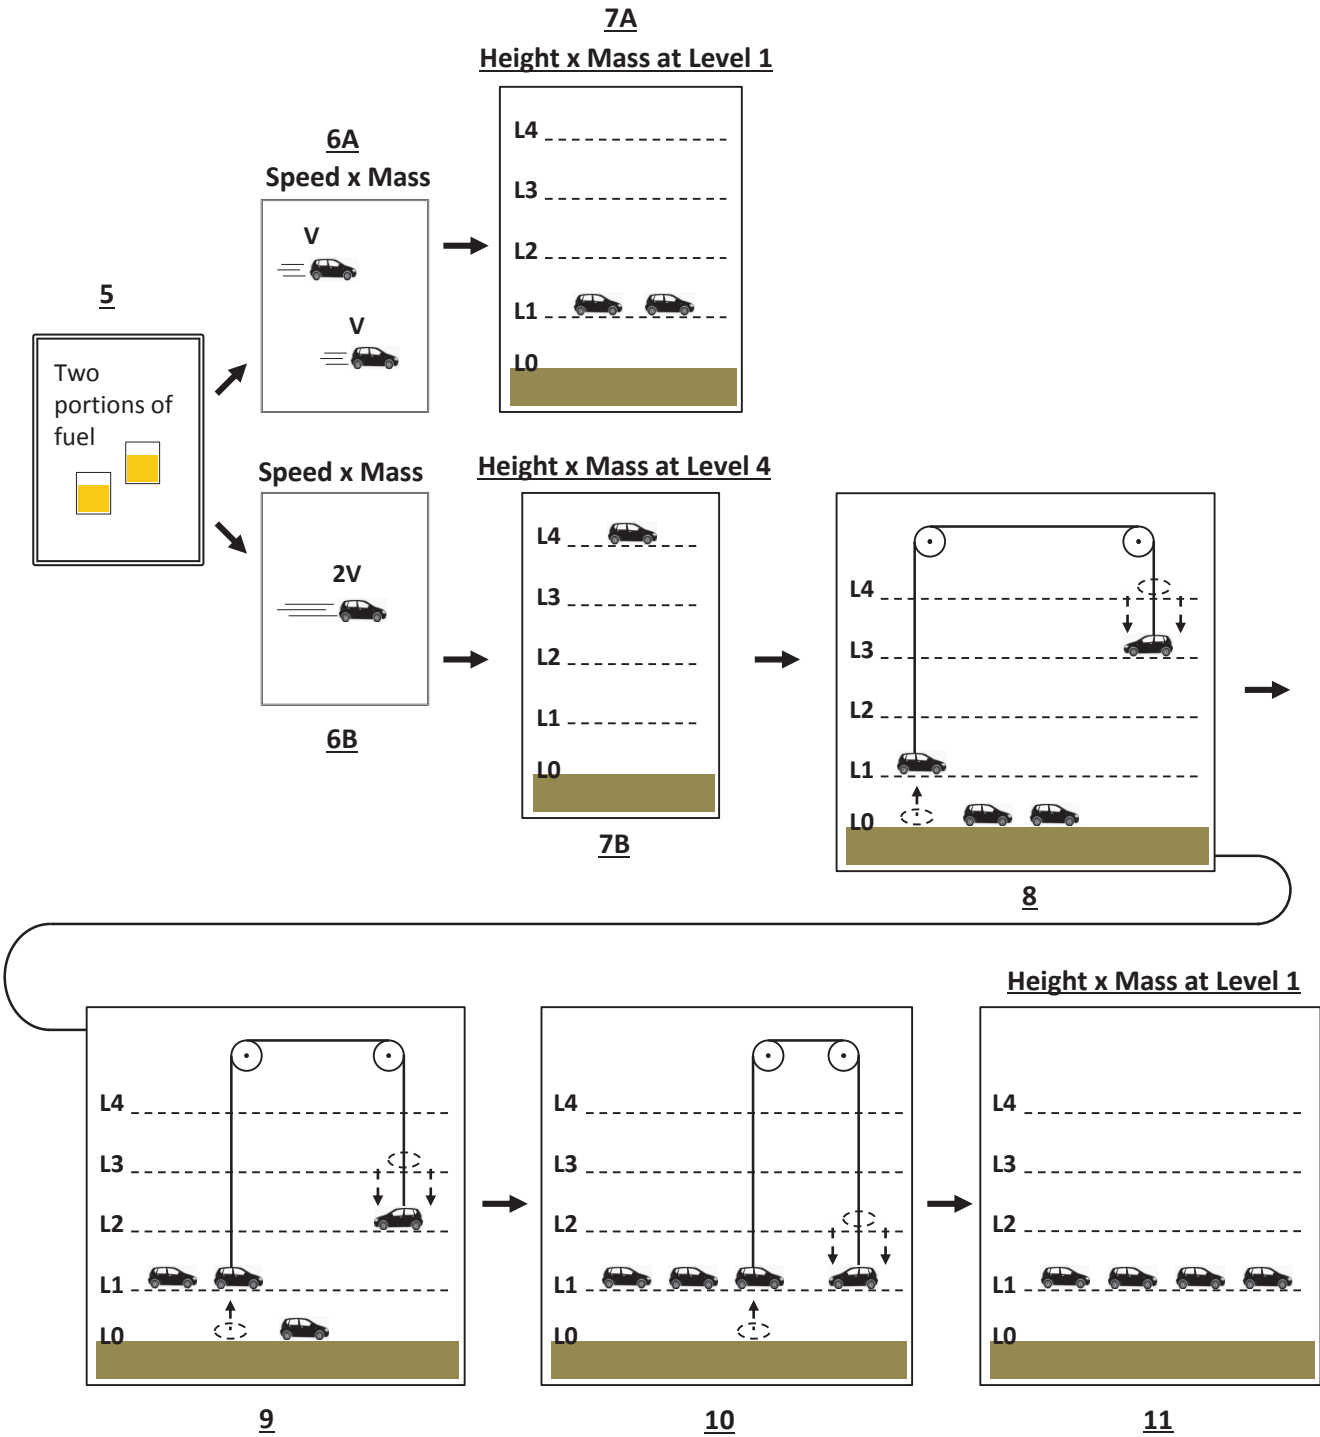 7A
Height x Mass at Level 1
L4
L3
L2
L1
L0
6A
Speed x Mass
V
V
5
Two
portions of
fuel
Speed x Mass
2V
6B
Height x Mass at Level 4
L4
L3
L2
L1
L0
7B
L4
L3
L2
L1
L0
8
L4
L3
L2
L1
L0
9
L4
L3
L2
L1
L0
10
Height x Mass at Level 1
L4
L3
L2
L1
L0
11